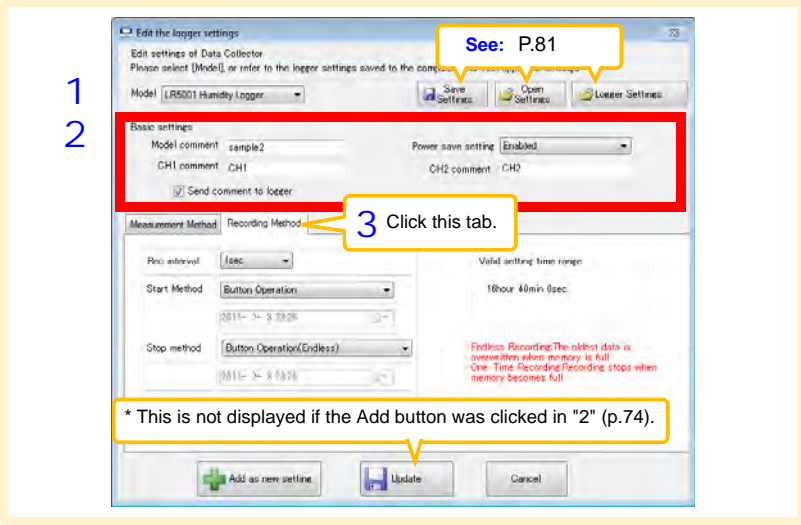 Edit the logger settings
Edit settings of Data Collector
Please select [Model], or refer to the logger settings saved to the
See: P.81
1
Model LR5001 Humidity Logger
Save Settings
Open Settings
Logger Settings
2
Basic settings
Model comment sample2
Power save setting Enabled
CH1 comment CH1
CH2 comment CH2
Send comment to logger
Measurement Method Recording Method
3 Click this tab.
Rec interval 1sec
Valid setting time range
Start Method Button Operation
16hour 40min 0sec
Stop method Button Operation(Endless)
Endless Recording:The oldest data is
overwritten when memory is full
One-Time Recording:Recording stops when
memory becomes full
* This is not displayed if the Add button was clicked in "2" (p.74).
Add as new setting
Update
Cancel